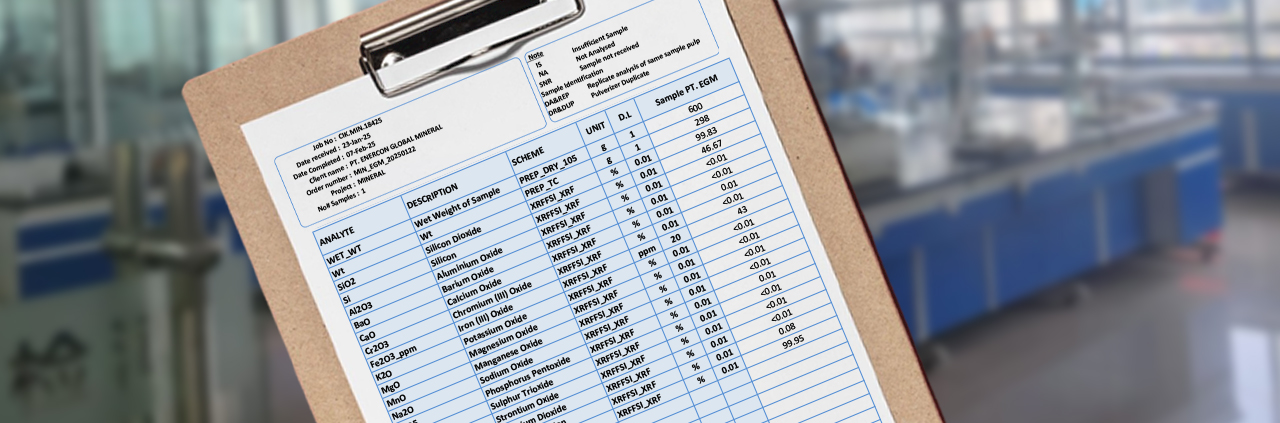 Job No : OIK.MIN.18425
Date received : 23-Jan-25
Date Completed : 07-Feb-25
Client name : PT. ENERCON GLOBAL MINERAL
Order number : MIN_EGM_20250122
Project : MINERAL
No# Samples : 1
Note
IS Insufficient Sample
NA Not Analysed
SNR Sample not received
Sample Identification
DA&REP Replicate analysis of same sample pulp
DR&DUP Pulverizer Duplicate
ANALYTE DESCRIPTION SCHEME UNIT D.L Sample PT. EGM
WET_WT Wet Weight of Sample PREP_DRY_105 g 1 600
Wt Wt PREP_TC g 1 298
SiO2 Silicon Dioxide XRFFSI_XRF % 0.01 99.83
Si Silicon XRFFSI_XRF % 0.01 46.67
Al2O3 Aluminium Oxide XRFFSI_XRF % 0.01 <0.01
BaO Barium Oxide XRFFSI_XRF % 0.01 <0.01
CaO Calcium Oxide XRFFSI_XRF % 0.01 0.01
Cr2O3 Chromium (III) Oxide XRFFSI_XRF % 0.01 <0.01
Fe2O3_ppm Iron (III) Oxide XRFFSI_XRF ppm 20 43
K2O Potassium Oxide XRFFSI_XRF % 0.01 <0.01
MgO Magnesium Oxide XRFFSI_XRF % 0.01 <0.01
MnO Manganese Oxide XRFFSI_XRF % 0.01 <0.01
Na2O Sodium Oxide XRFFSI_XRF % 0.01 <0.01
Phosphorus Pentoxide XRFFSI_XRF % 0.01 0.01
Sulphur Trioxide XRFFSI_XRF % 0.01 <0.01
Strontium Oxide XRFFSI_XRF % 0.01 <0.01
Dioxide XRFFSI_XRF % 0.01 <0.01
XRFFSI_XRF % 0.01 0.08
99.95